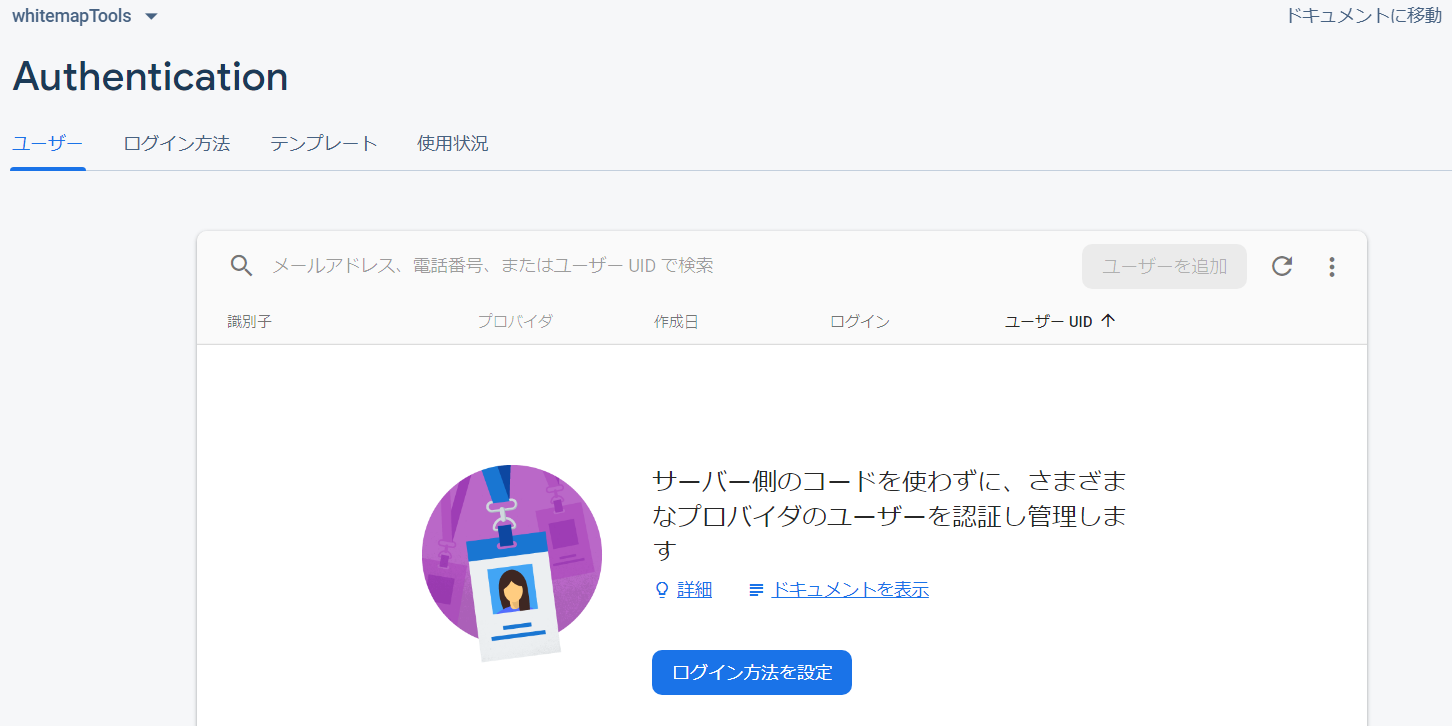 whitemapTools
ドキュメントに移動
Authentication
ユーザー ログイン方法 テンプレート 使用状況
メールアドレス、電話番号、またはユーザー UID で検索
ユーザーを追加
識別子 プロバイダ 作成日 ログイン ユーザー UID
サーバー側のコードを使わずに、さまざま
なプロバイダのユーザーを認証し管理しま
す
詳細 ドキュメントを表示
ログイン方法を設定